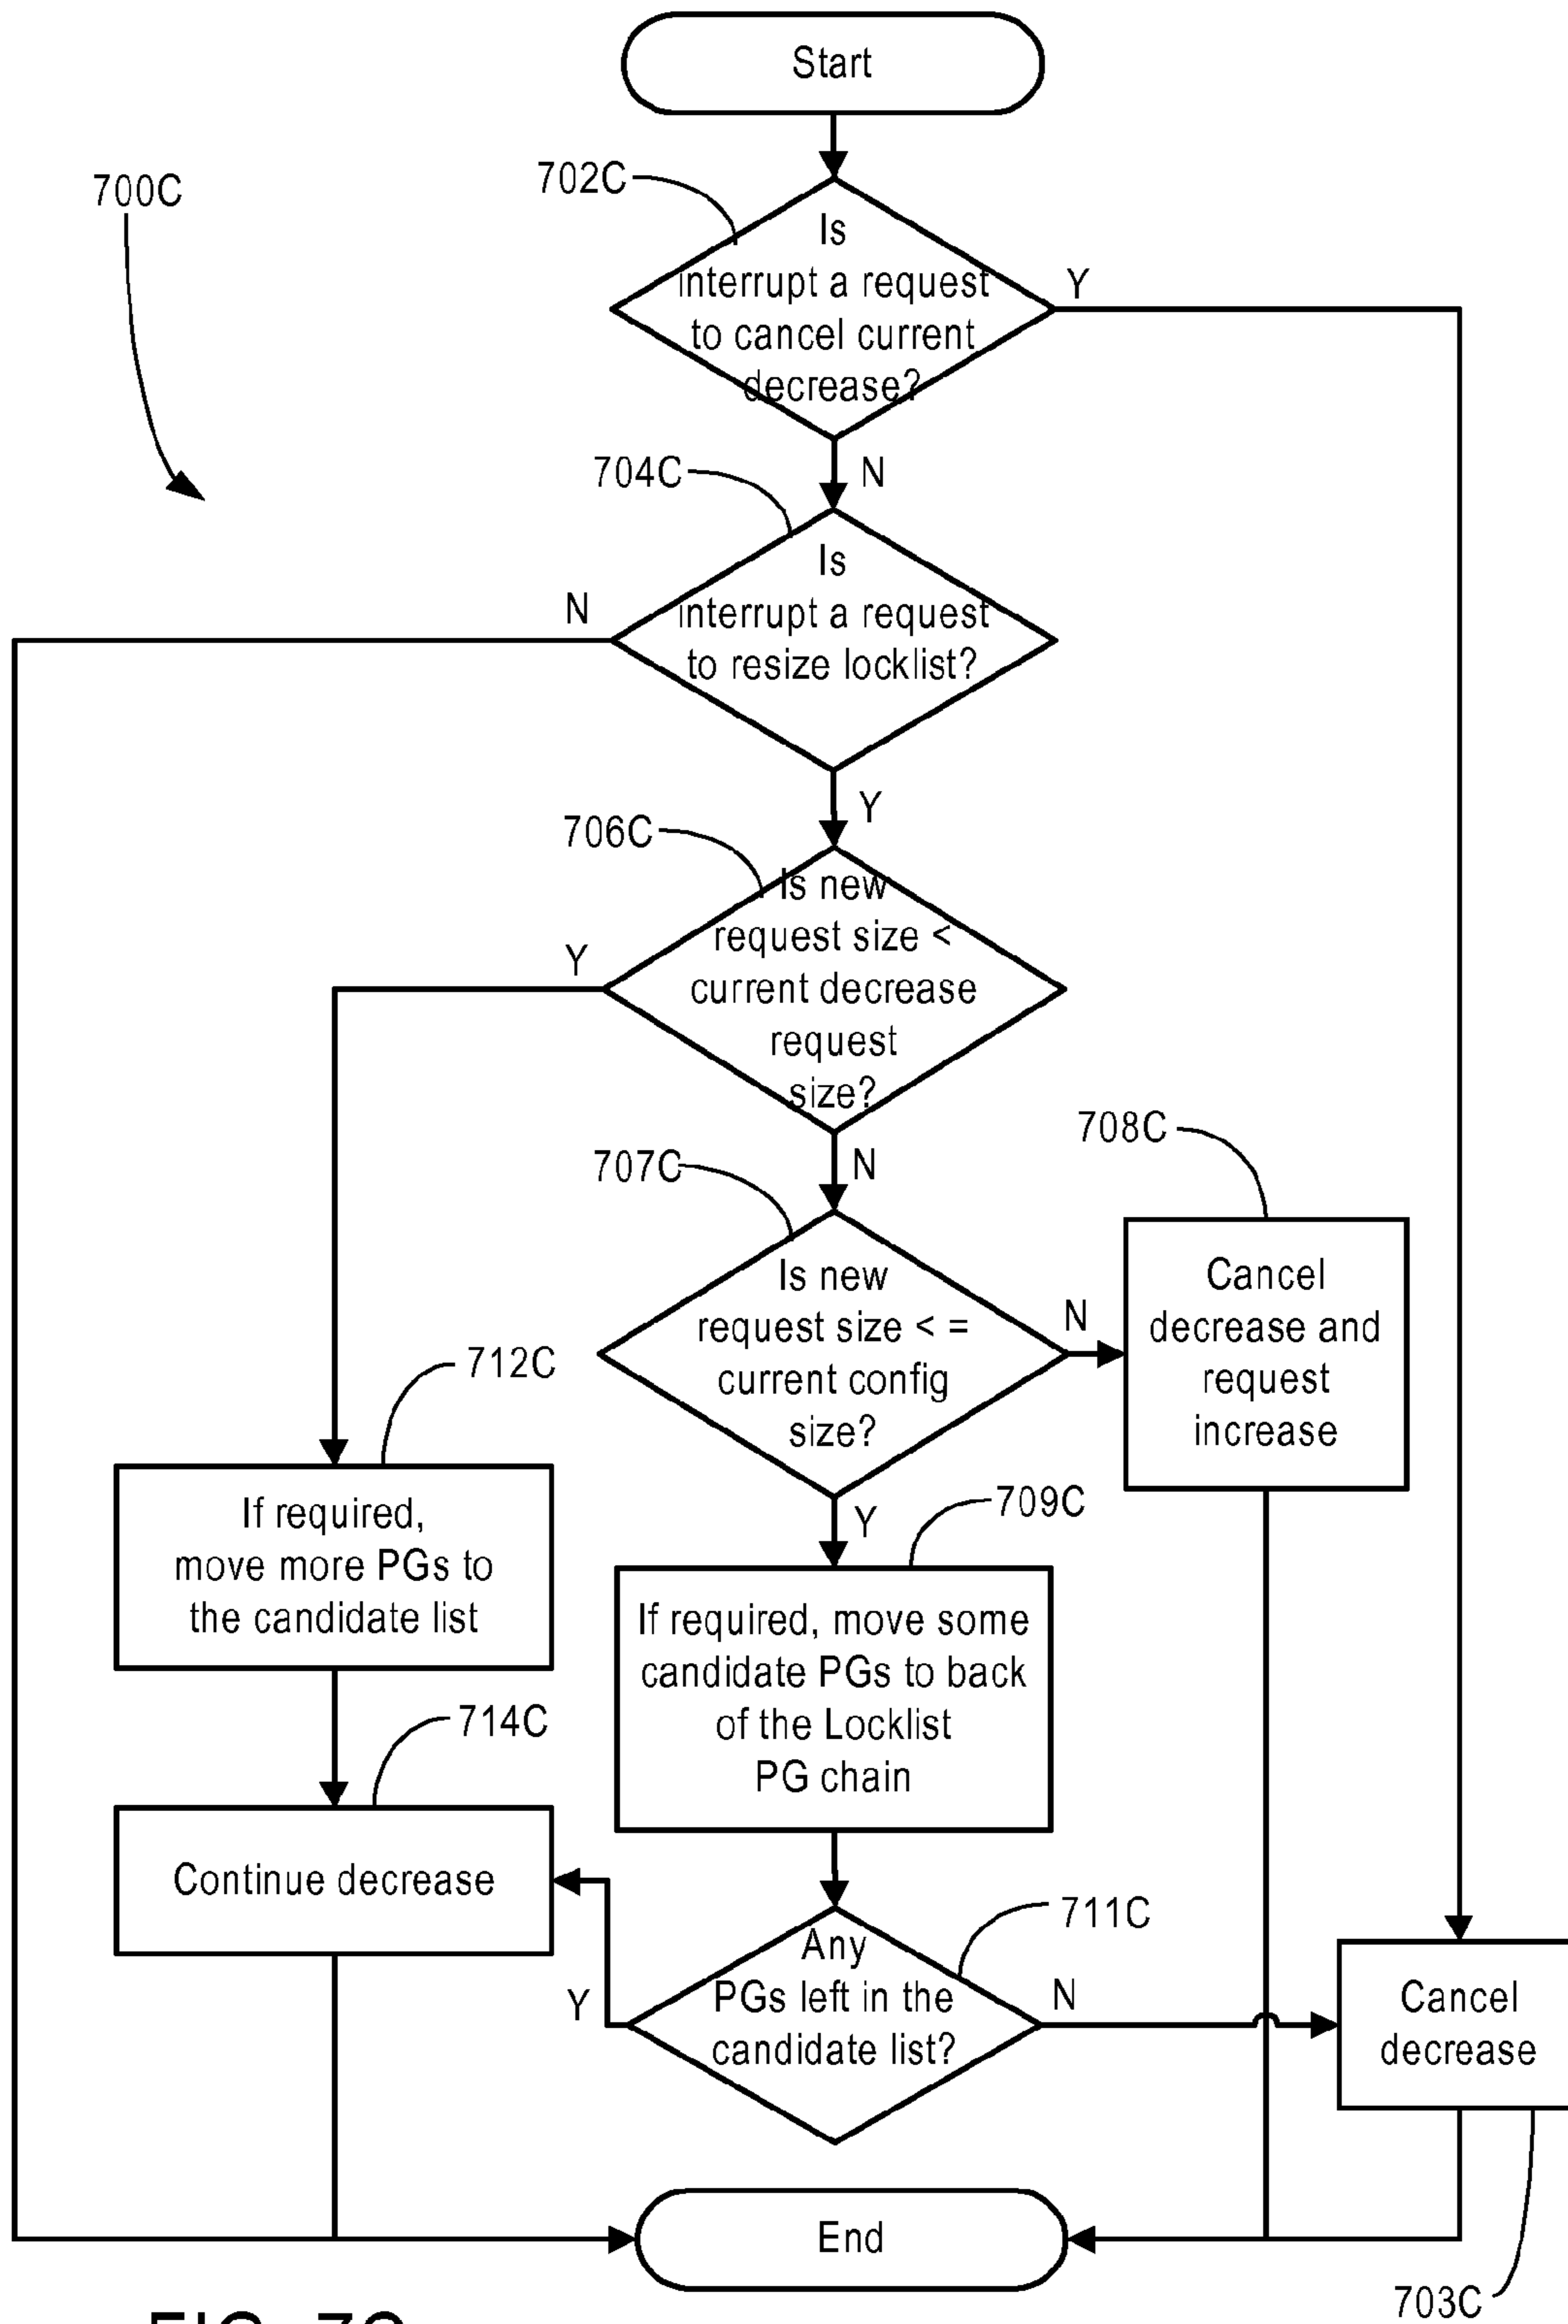 Start
702C
700C
Is
interrupt a request
to cancel current
decrease?
Y
N
704C
Is
interrupt a request
to resize locklist?
N
Y
706C
Is new
request size <
current decrease
request
size?
Y
N
707C
708C
Is new
request size < =
current config
size?
N
Y
Cancel
decrease and
request
increase
712C
If required,
move more PGs to
the candidate list
709C
If required, move some
candidate PGs to back
of the Locklist
PG chain
714C
Continue decrease
711C
Any
PGs left in the
candidate list?
Y
N
Cancel
decrease
End
703C